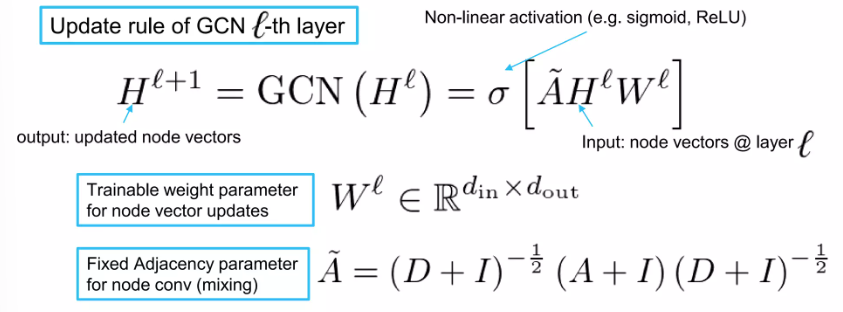 Update rule of GCN ℓ-th layer
Non-linear activation (e.g. sigmoid, ReLU)
H^{ℓ+1} = GCN (H^ℓ) = σ [ÃH^ℓW^ℓ]
output: updated node vectors
Input: node vectors @ layer ℓ
Trainable weight parameter
for node vector updates
W^ℓ ∈ ℝ^{d_in × d_out}
Fixed Adjacency parameter
for node conv (mixing)
Ã = (D + I)^{-1/2} (A + I) (D + I)^{-1/2}